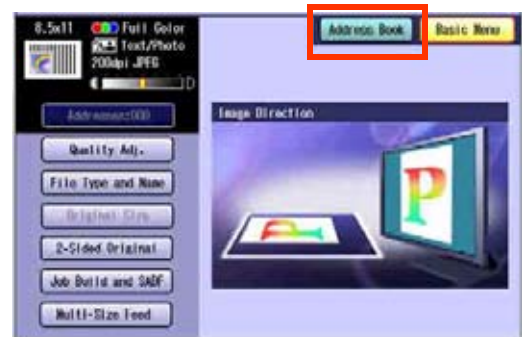 8.5x11 Full Color
Text/Photo
200dpi JPEG
D
Address Book
Basic Menu
Addresses:000
Image Direction
P
P
Quality Adj.
File Type and Name
Original Size
2-Sided Original
Job Build and SADF
Multi-Size Feed